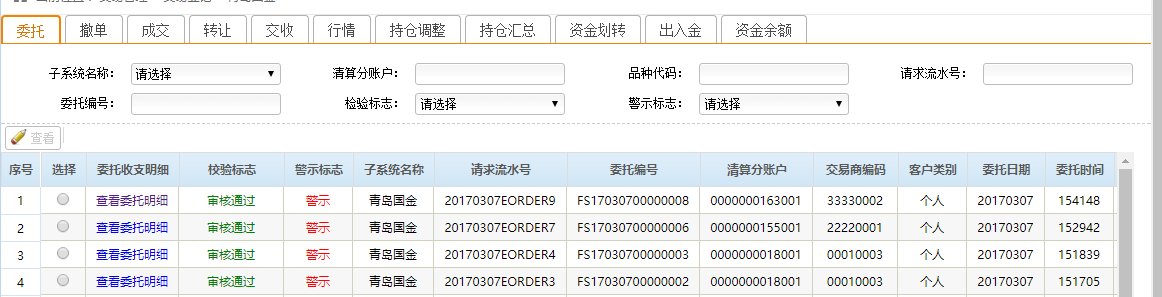 委托 撤单 成交 转让 交收 行情 持仓调整 持仓汇总 资金划转 出入金 资金余额
子系统名称： 请选择 清算分账户： 品种代码： 请求流水号：
委托编号： 检验标志： 请选择 警示标志： 请选择
查看
序号 选择 委托收支明细 校验标志 警示标志 子系统名称 请求流水号 委托编号 清算分账户 交易商编码 客户类别 委托日期 委托时间
1 查看委托明细 审核通过 警示 青岛国金 20170307EORDER9 FS17030700000008 0000000163001 33330002 个人 20170307 154148
2 查看委托明细 审核通过 警示 青岛国金 20170307EORDER7 FS17030700000006 0000000155001 22220001 个人 20170307 152942
3 查看委托明细 审核通过 警示 青岛国金 20170307EORDER4 FS17030700000003 0000000018001 00010003 个人 20170307 151839
4 查看委托明细 审核通过 警示 青岛国金 20170307EORDER3 FS17030700000002 0000000018001 00010003 个人 20170307 151705